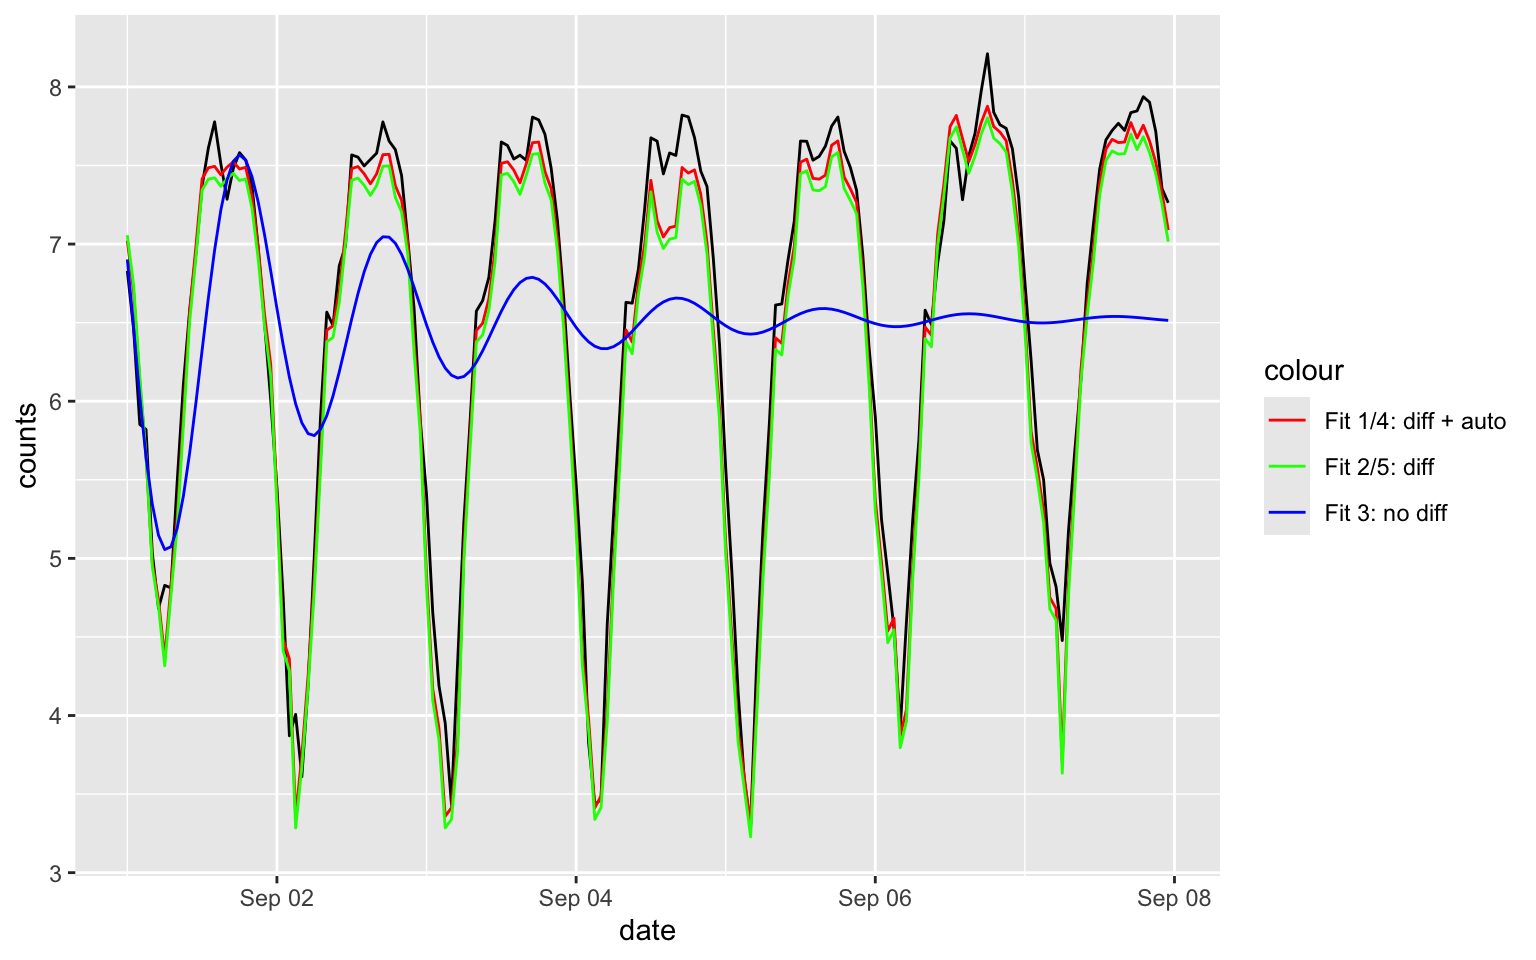 8
7
6
5
4
3
counts
Sep 02
Sep 04
Sep 06
Sep 08
date
colour
Fit 1/4: diff + auto
Fit 2/5: diff
Fit 3: no diff